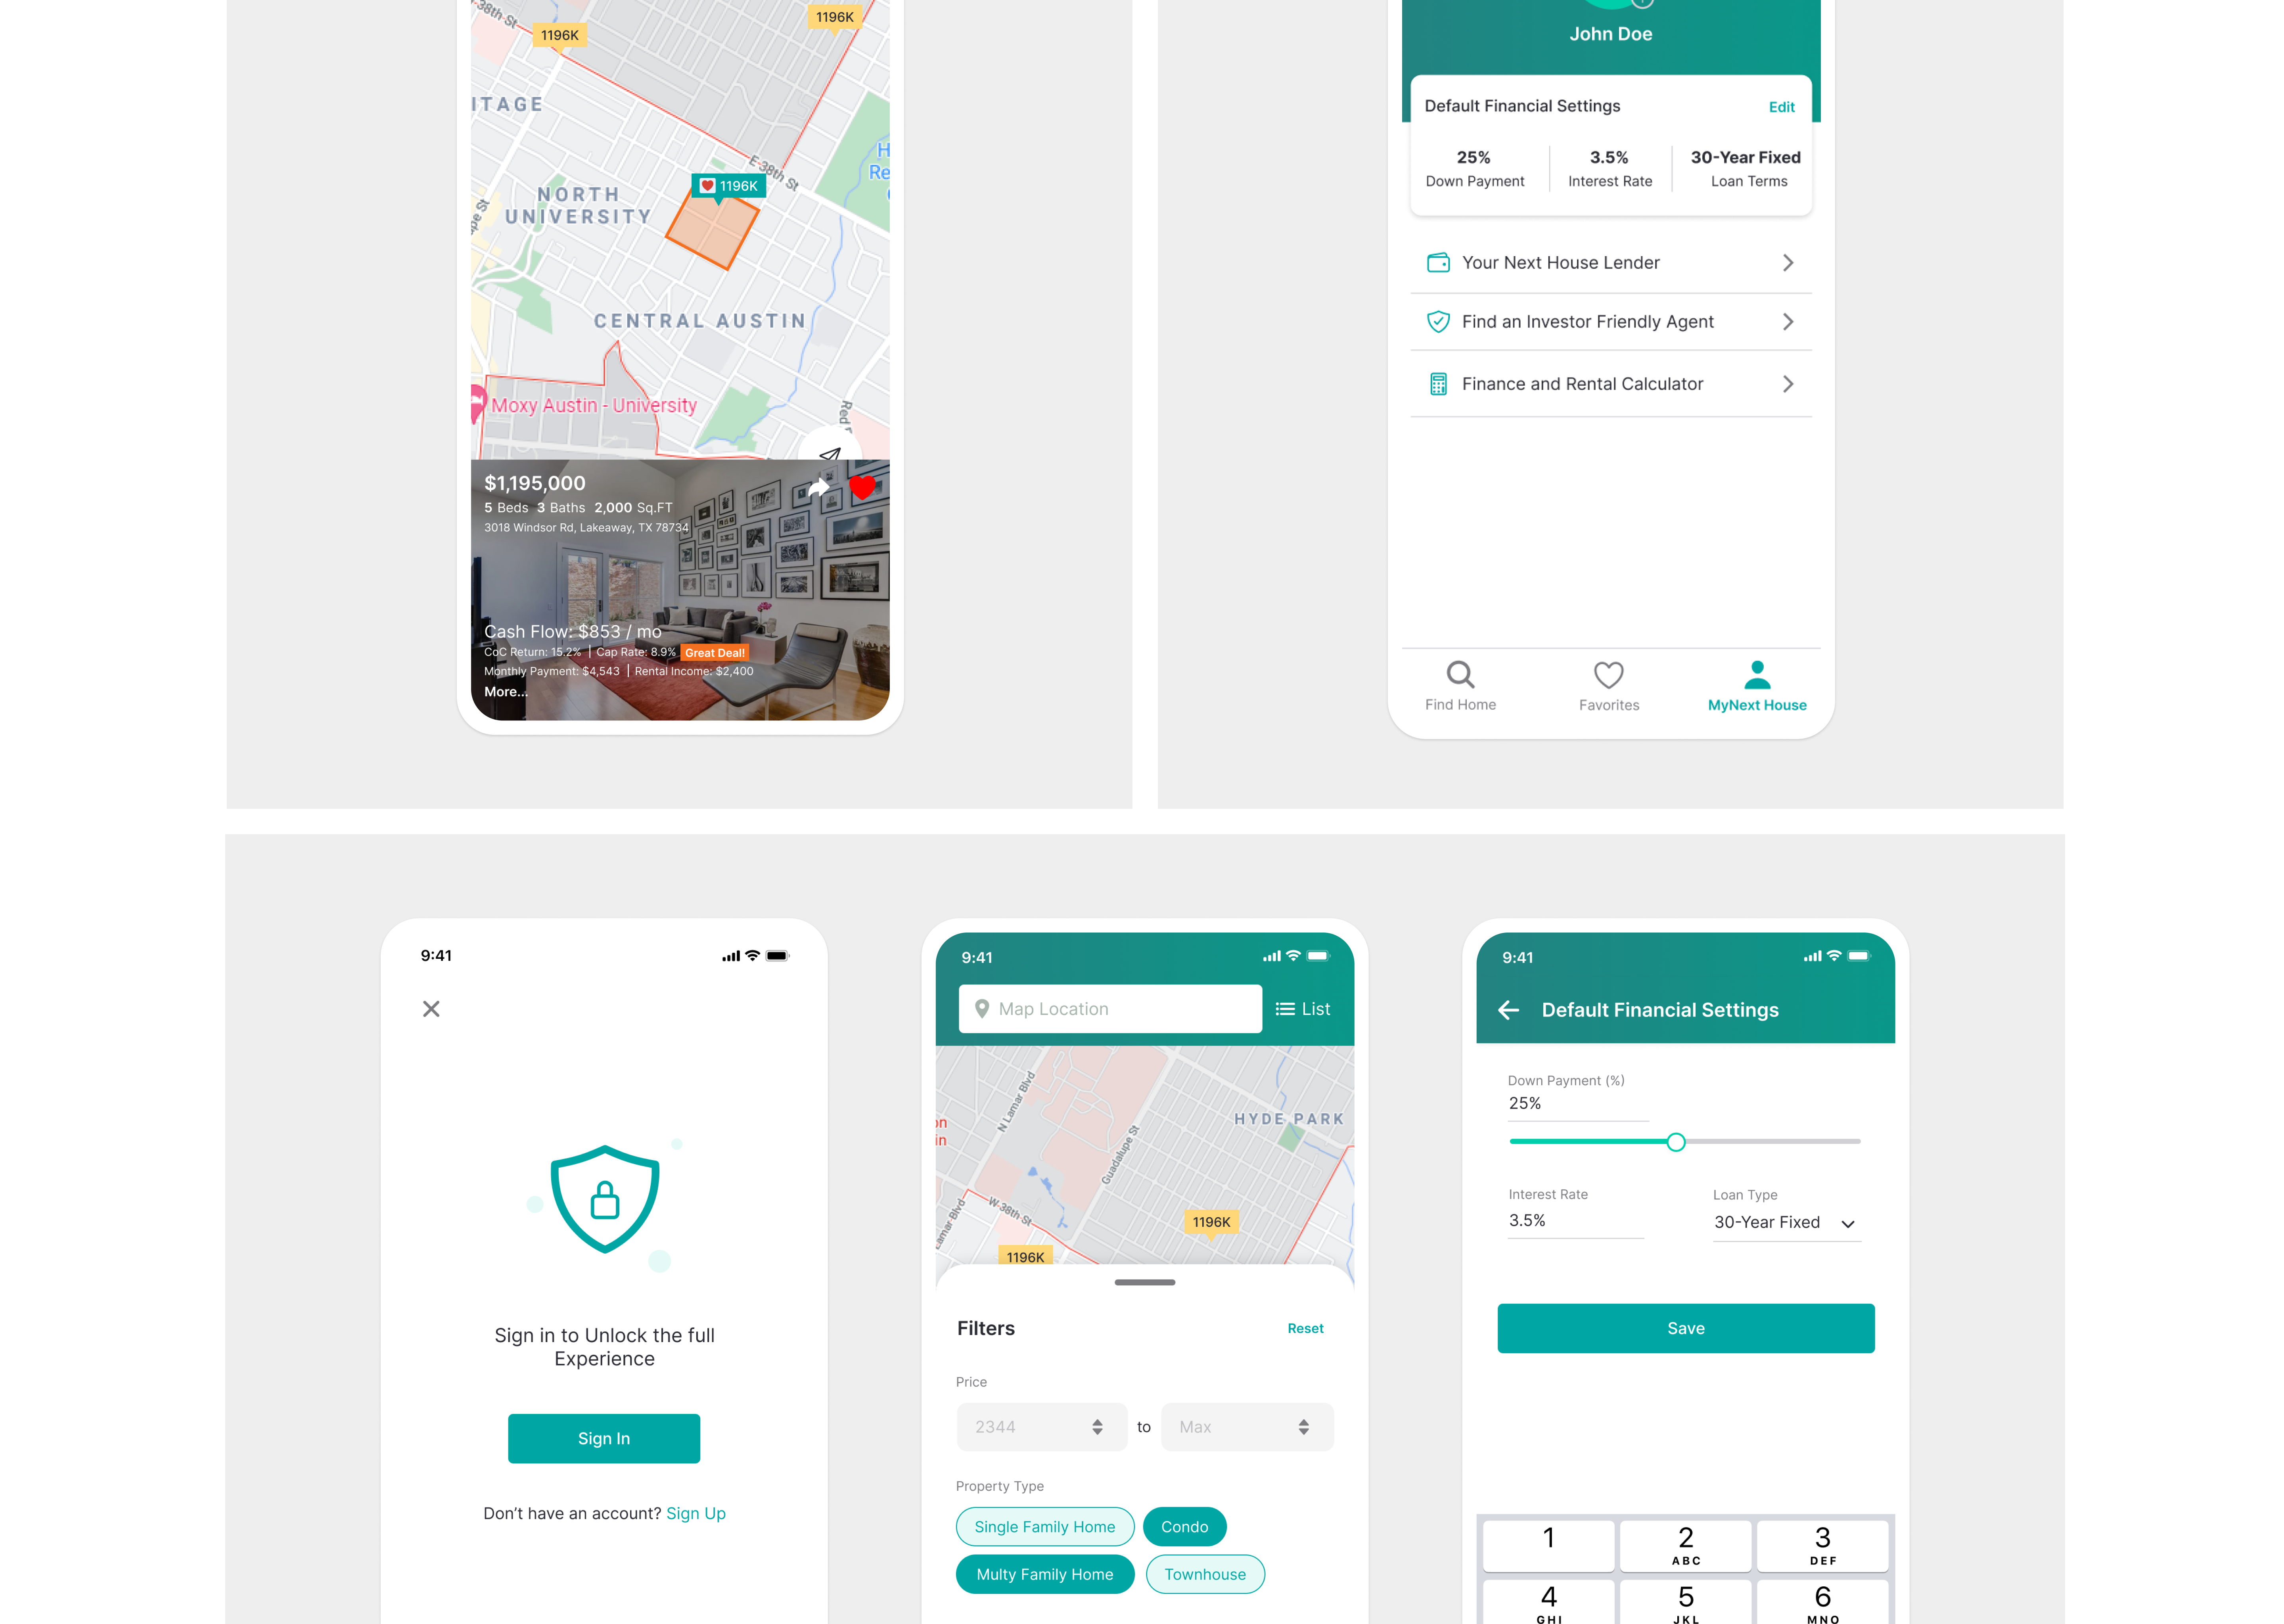 38th St
1196K
1196K
ITAGE
E 38th St
H
Re
1196K
NORTH
UNIVERSITY
pe St
CENTRAL AUSTIN
Moxy Austin - University
Red r
$1,195,000
5 Beds 3 Baths 2,000 Sq.FT
3018 Windsor Rd, Lakeaway, TX 78734
Cash Flow: $853 / mo
CoC Return: 15.2% | Cap Rate: 8.9% Great Deal!
Monthly Payment: $4,543 | Rental Income: $2,400
More...
John Doe
Default Financial Settings
Edit
25%
Down Payment
3.5%
Interest Rate
30-Year Fixed
Loan Terms
Your Next House Lender
Find an Investor Friendly Agent
Finance and Rental Calculator
Find Home
Favorites
MyNext House
9:41
Sign in to Unlock the full
Experience
Sign In
Don't have an account? Sign Up
9:41
Map Location
List
N Lamar Blvd
HYDE PARK
on
in
Guadalupe St
W 38th St
Lamar Blvd
1196K
1196K
Filters
Reset
Price
2344
to
Max
Property Type
Single Family Home
Condo
Multy Family Home
Townhouse
9:41
Default Financial Settings
Down Payment (%)
25%
Interest Rate
3.5%
Loan Type
30-Year Fixed
Save
1
2
ABC
3
DEF
4
GHI
5
JKL
6
MNO